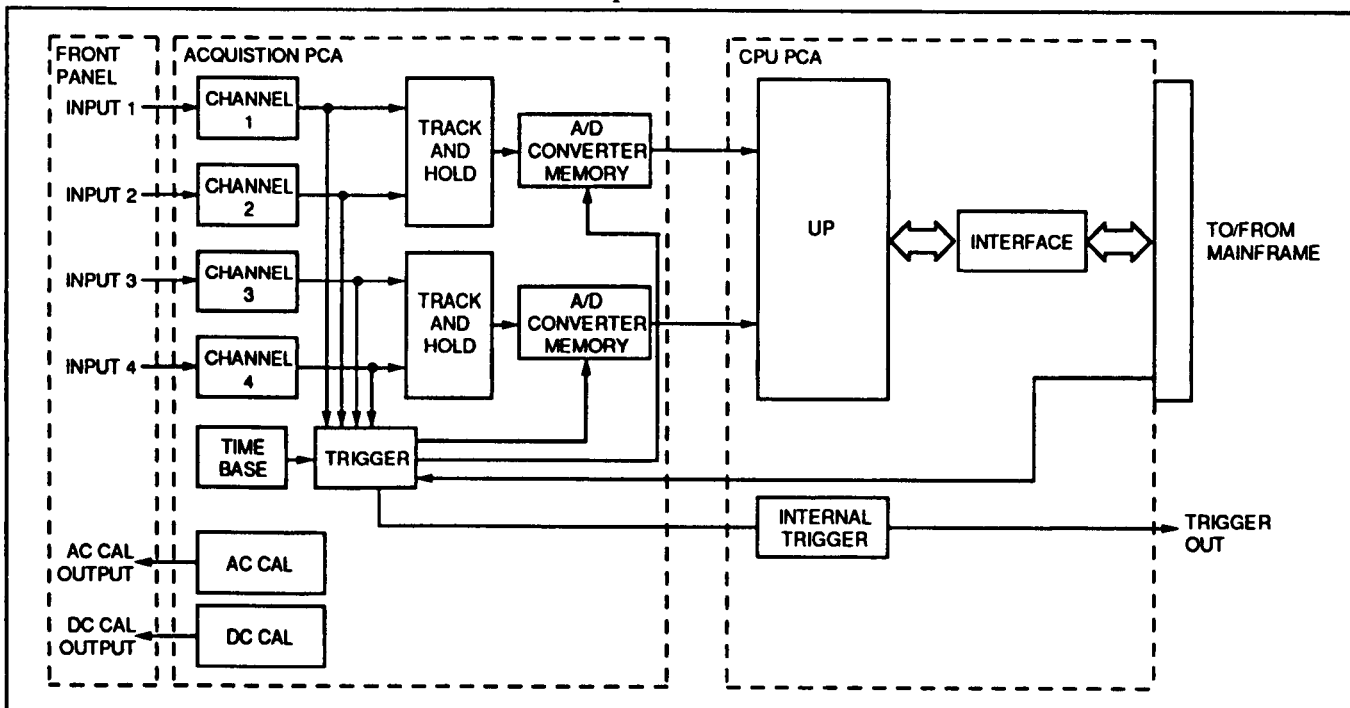 FRONT
PANEL
INPUT 1
INPUT 2
INPUT 3
INPUT 4
AC CAL
OUTPUT
DC CAL
OUTPUT
ACQUISTION PCA
CHANNEL
1
CHANNEL
2
CHANNEL
3
CHANNEL
4
TIME
BASE
TRIGGER
AC CAL
DC CAL
TRACK
AND
HOLD
TRACK
AND
HOLD
A/D
CONVERTER
MEMORY
A/D
CONVERTER
MEMORY
CPU PCA
UP
INTERFACE
INTERNAL
TRIGGER
TO/FROM
MAINFRAME
TRIGGER
OUT